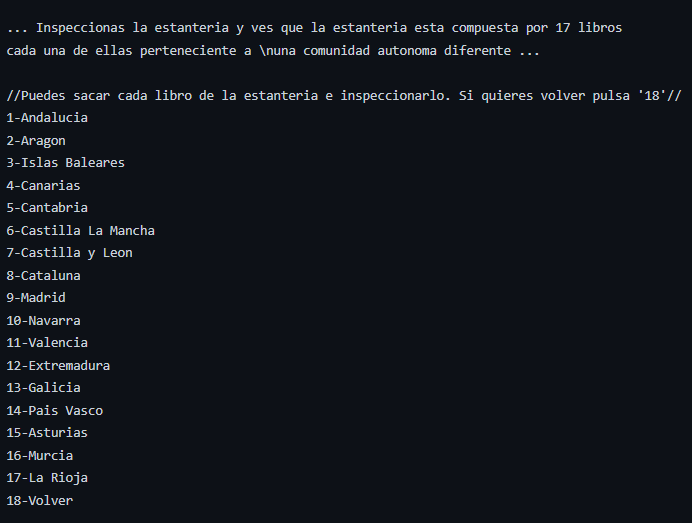 ... Inspeccionas la estanteria y ves que la estanteria esta compuesta por 17 libros
cada una de ellas perteneciente a \nuna comunidad autonoma diferente ...
//Puedes sacar cada libro de la estanteria e inspeccionarlo. Si quieres volver pulsa '18'//
1-Andalucia
2-Aragon
3-Islas Baleares
4-Canarias
5-Cantabria
6-Castilla La Mancha
7-Castilla y Leon
8-Cataluna
9-Madrid
10-Navarra
11-Valencia
12-Extremadura
13-Galicia
14-Pais Vasco
15-Asturias
16-Murcia
17-La Rioja
18-Volver